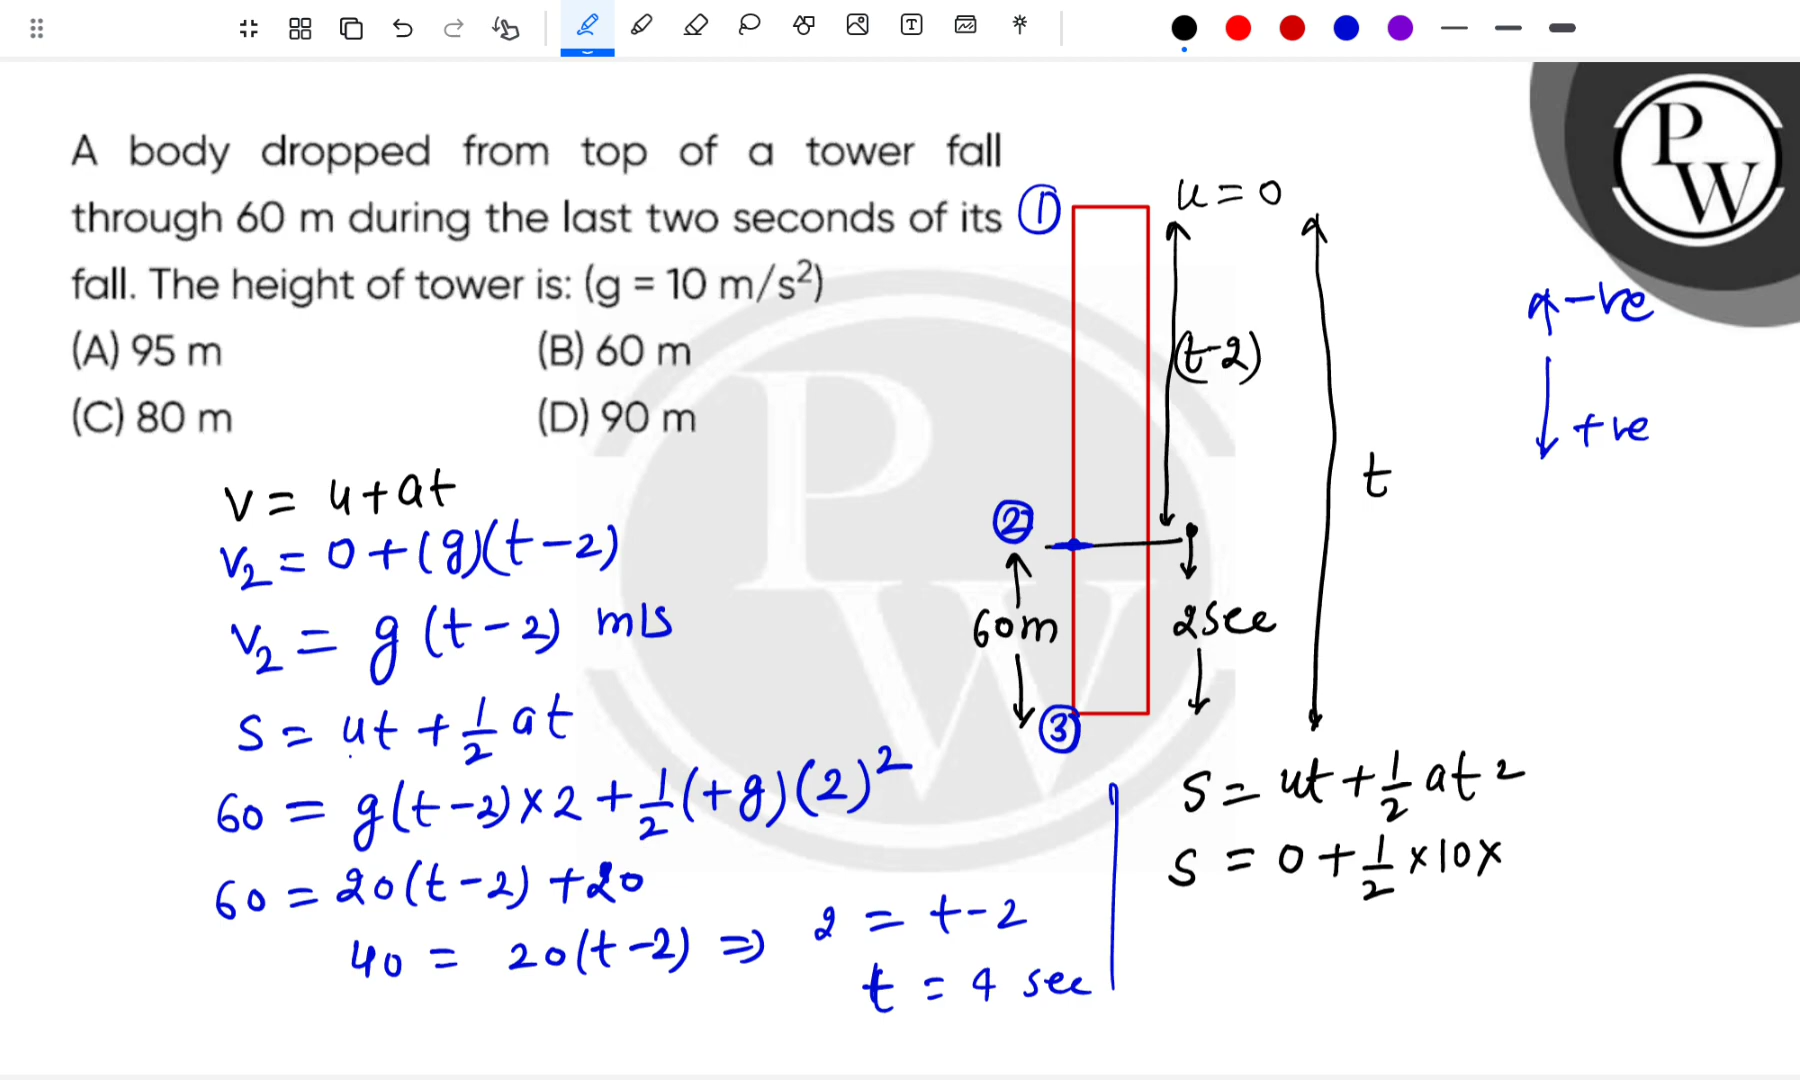 A body dropped from top of a tower fall
through 60 m during the last two seconds of its
fall. The height of tower is: (g = 10 m/s²)
(A) 95 m (B) 60 m
(C) 80 m (D) 90 m
v = u+at
v₂ = 0+(g)(t-2)
v₂ = g(t-2) m/s
s = ut + 1/2 at
60 = g(t-2)×2 + 1/2 (+g)(2)²
60 = 20(t-2) +20
40 = 20(t-2) ⇒ 2 = t-2
t = 4 sec
①
u = 0
(t-2)
t
②
60m
2sec
③
-ve
+ve
s = ut + 1/2 at²
s = 0 + 1/2 ×10×
PW
PW
T